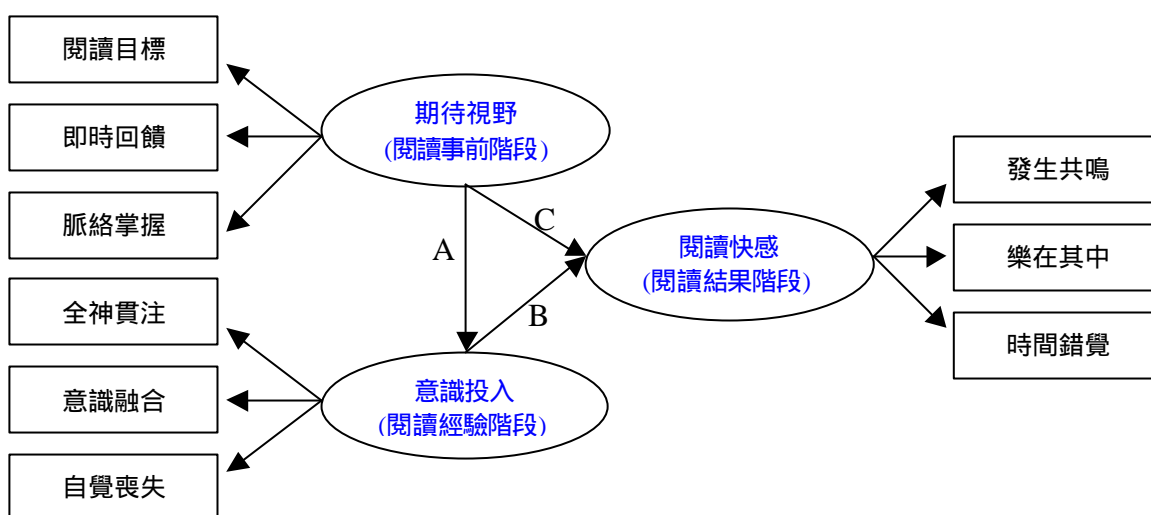 閱讀目標
即時回饋
脈絡掌握
全神貫注
意識融合
自覺喪失
期待視野
(閱讀事前階段)
A
C
B
意識投入
(閱讀經驗階段)
閱讀快感
(閱讀結果階段)
發生共鳴
樂在其中
時間錯覺